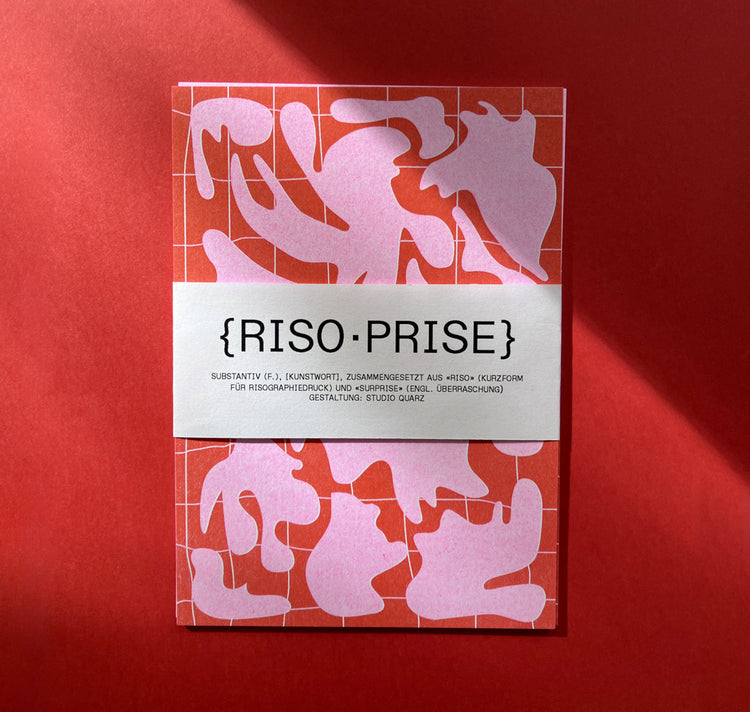 {RISO·PRISE}
SUBSTANTIV (F.), [KUNSTWORT], ZUSAMMENGESETZT AUS «RISO» (KURZFORM
FÜR RISOGRAPHIEDRUCK) UND «SURPRISE» (ENGL. ÜBERRASCHUNG)
GESTALTUNG: STUDIO QUARZ